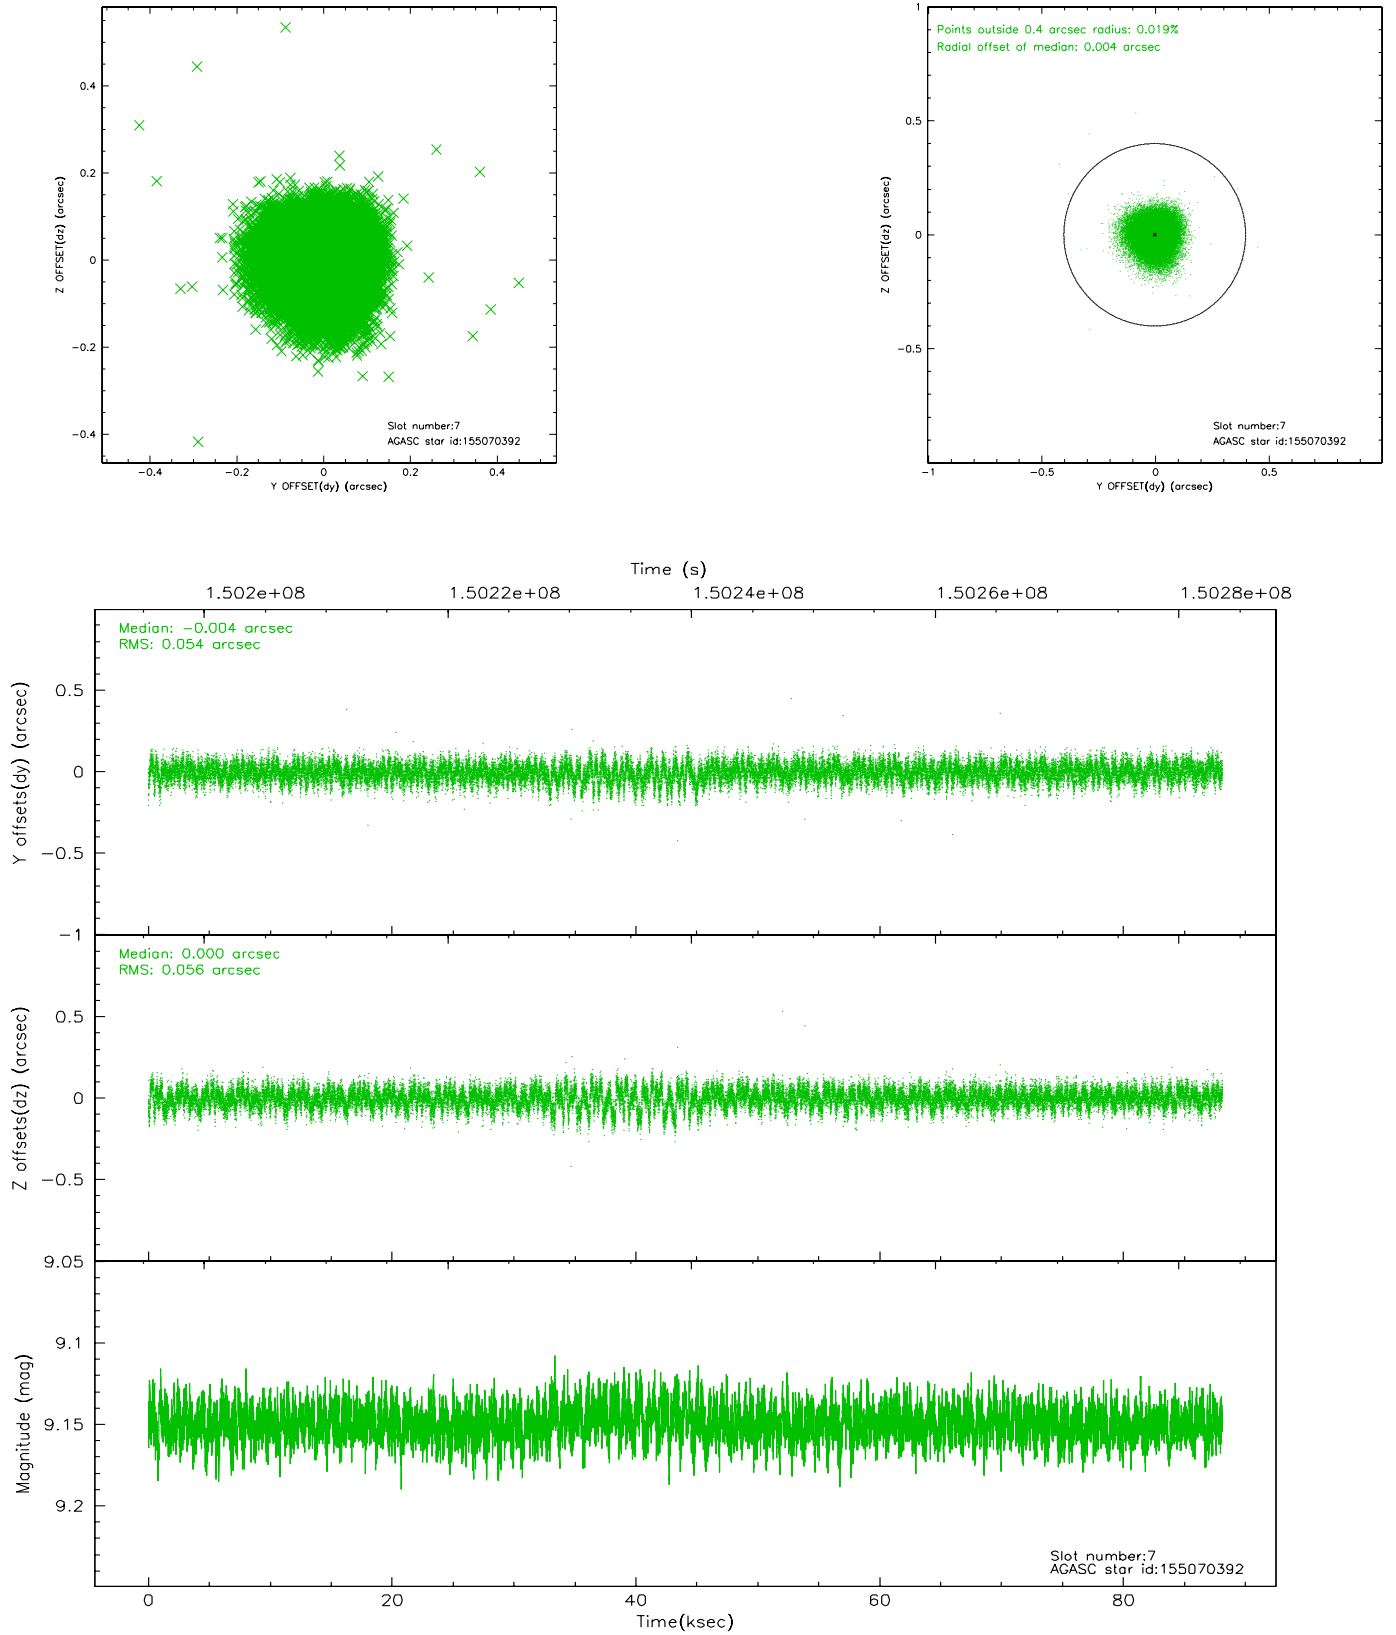 0.4
0.2
0
−0.2
−0.4
Z OFFSET(dz) (arcsec)
Slot number:7
AGASC star id:155070392
−0.4 −0.2 0 0.2 0.4
Y OFFSET(dy) (arcsec)
1
0.5
0
−0.5
Z OFFSET(dz) (arcsec)
Points outside 0.4 arcsec radius: 0.019%
Radial offset of median: 0.004 arcsec
Slot number:7
AGASC star id:155070392
−1 −0.5 0 0.5
Y OFFSET(dy) (arcsec)
Time (s)
1.502e+08 1.5022e+08 1.5024e+08 1.5026e+08 1.5028e+08
Median: −0.004 arcsec
RMS: 0.054 arcsec
0.5
0
−0.5
−1
Y offsets(dy) (arcsec)
Median: 0.000 arcsec
RMS: 0.056 arcsec
0.5
0
−0.5
Z offsets(dz) (arcsec)
9.05
9.1
9.15
9.2
Magnitude (mag)
Slot number:7
AGASC star id:155070392
0 20 40 60 80
Time(ksec)